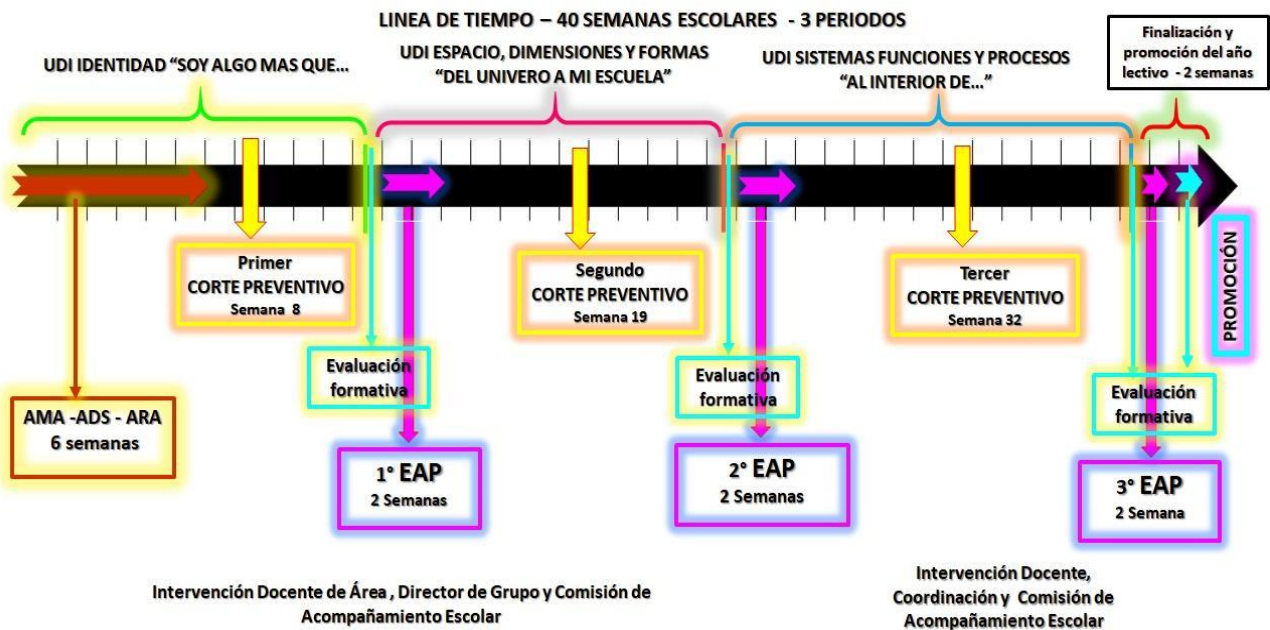 LINEA DE TIEMPO – 40 SEMANAS ESCOLARES - 3 PERIODOS
UDI IDENTIDAD “SOY ALGO MAS QUE…
UDI ESPACIO, DIMENSIONES Y FORMAS
“DEL UNIVERO A MI ESCUELA”
UDI SISTEMAS FUNCIONES Y PROCESOS
“AL INTERIOR DE…”
Finalización y
promoción del año
lectivo - 2 semanas
Primer
CORTE PREVENTIVO
Semana 8
Segundo
CORTE PREVENTIVO
Semana 19
Tercer
CORTE PREVENTIVO
Semana 32
PROMOCIÓN
AMA -ADS - ARA
6 semanas
Evaluación
formativa
Evaluación
formativa
Evaluación
formativa
1° EAP
2 Semanas
2° EAP
2 Semanas
3° EAP
2 Semana
Intervención Docente de Área , Director de Grupo y Comisión de
Acompañamiento Escolar
Intervención Docente,
Coordinación y Comisión de
Acompañamiento Escolar